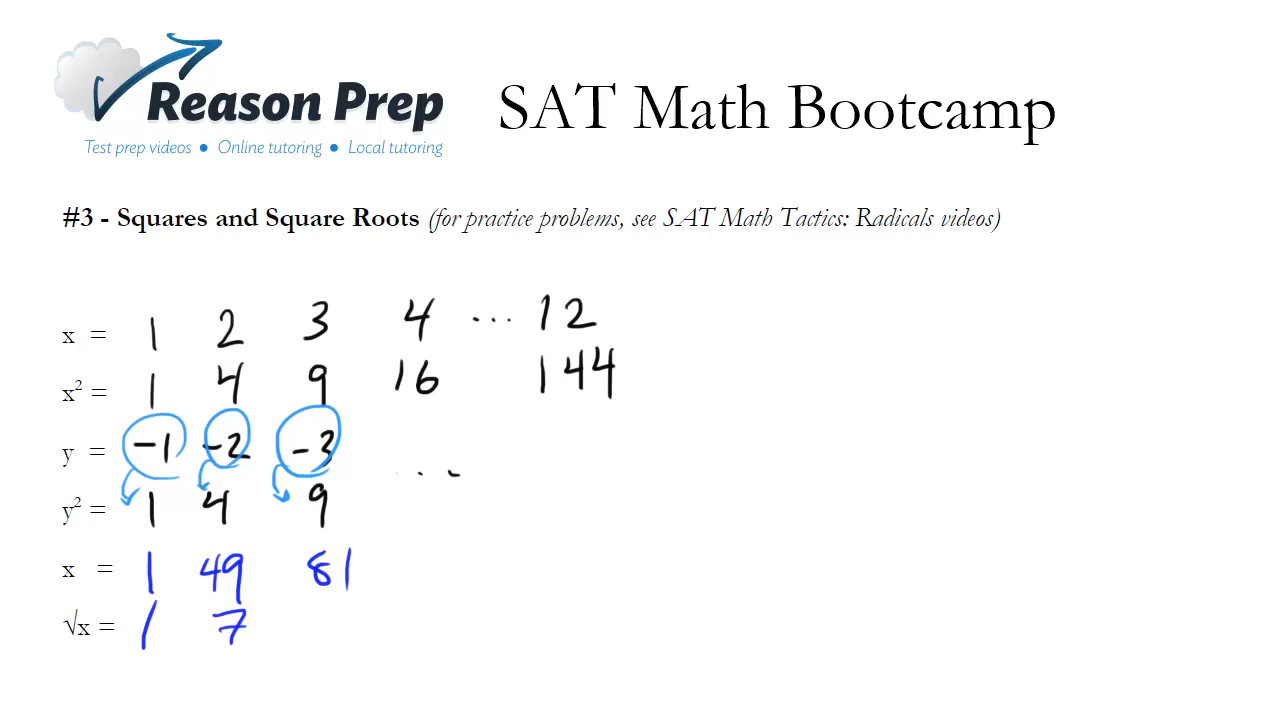 Reason Prep
Test prep videos ● Online tutoring ● Local tutoring
SAT Math Bootcamp
#3 - Squares and Square Roots (for practice problems, see SAT Math Tactics: Radicals videos)
x = 1 2 3 4 ... 12
x² = 1 4 9 16 144
y = -1 -2 -3 ...
y² = 1 4 9
x = 1 49 81
√x = 1 7